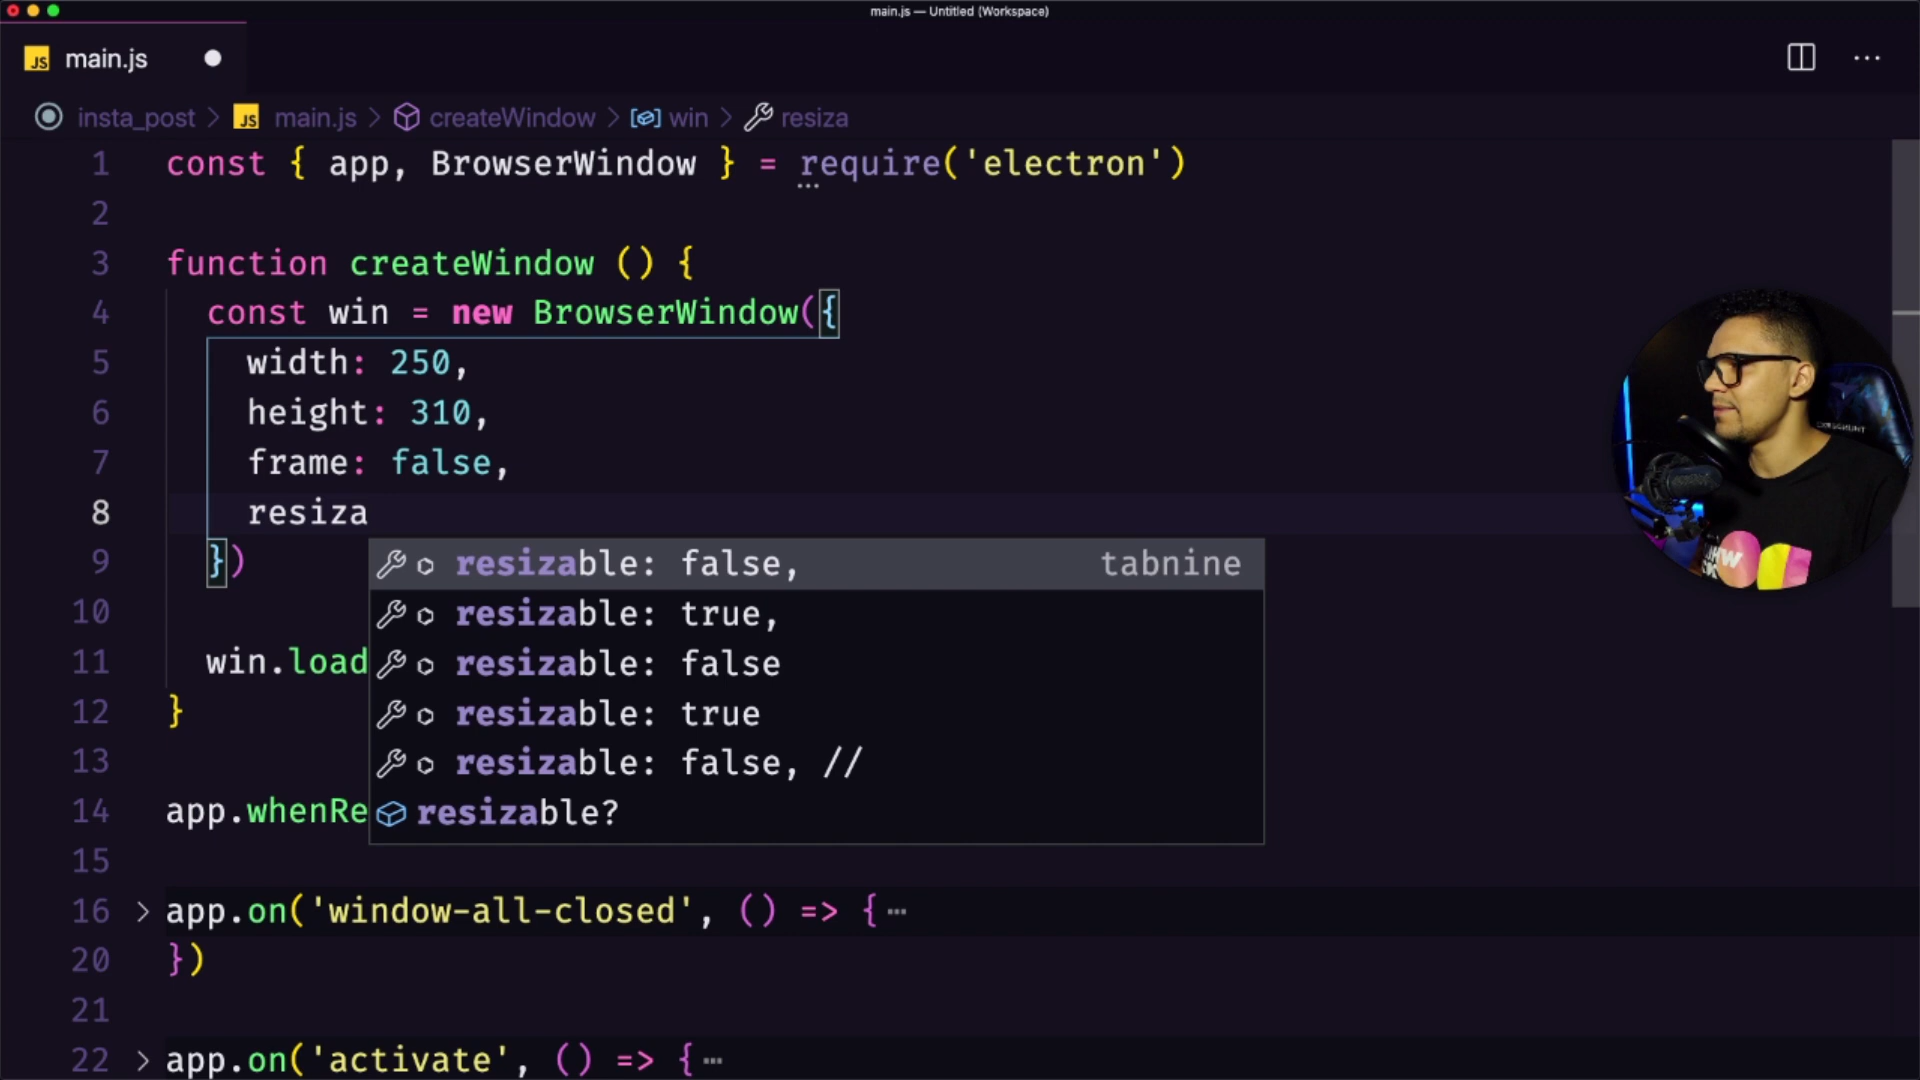 main.js — Untitled (Workspace)
JS main.js
insta_post > JS main.js > createWindow > win > resiza
1 const { app, BrowserWindow } = require('electron')
2
3 function createWindow () {
4 const win = new BrowserWindow({
5 width: 250,
6 height: 310,
7 frame: false,
8 resiza
9 })
resizable: false, tabnine
10 resizable: true,
11 win.load resizable: false
12 } resizable: true
13 resizable: false, //
14 app.whenRe resizable?
15
16 > app.on('window-all-closed', () => {…
20 })
21
22 > app.on('activate', () => {…